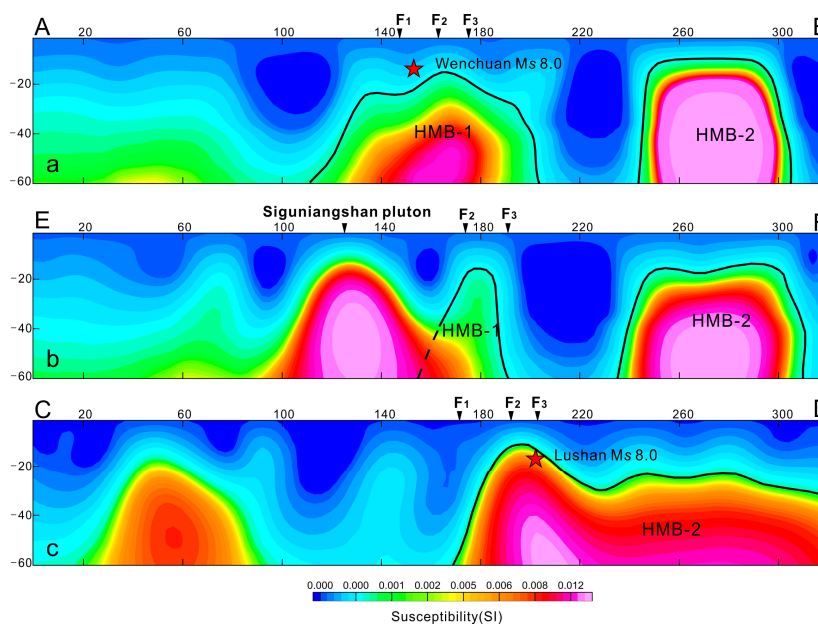 F1 F2 F3
A
20 60 100 140 180 220 260 300
Wenchuan Ms 8.0
−20
−40
−60
HMB-1
HMB-2
a
Siguniangshan pluton
F2 F3
E
20 60 100 140 180 220 260 300
−20
−40
−60
HMB-1
HMB-2
b
F1 F2 F3
C
20 60 100 140 180 220 260 300
Lushan Ms 8.0
−20
−40
−60
HMB-2
c
0.000 0.000 0.001 0.002 0.005 0.006 0.008 0.012
Susceptibility(SI)